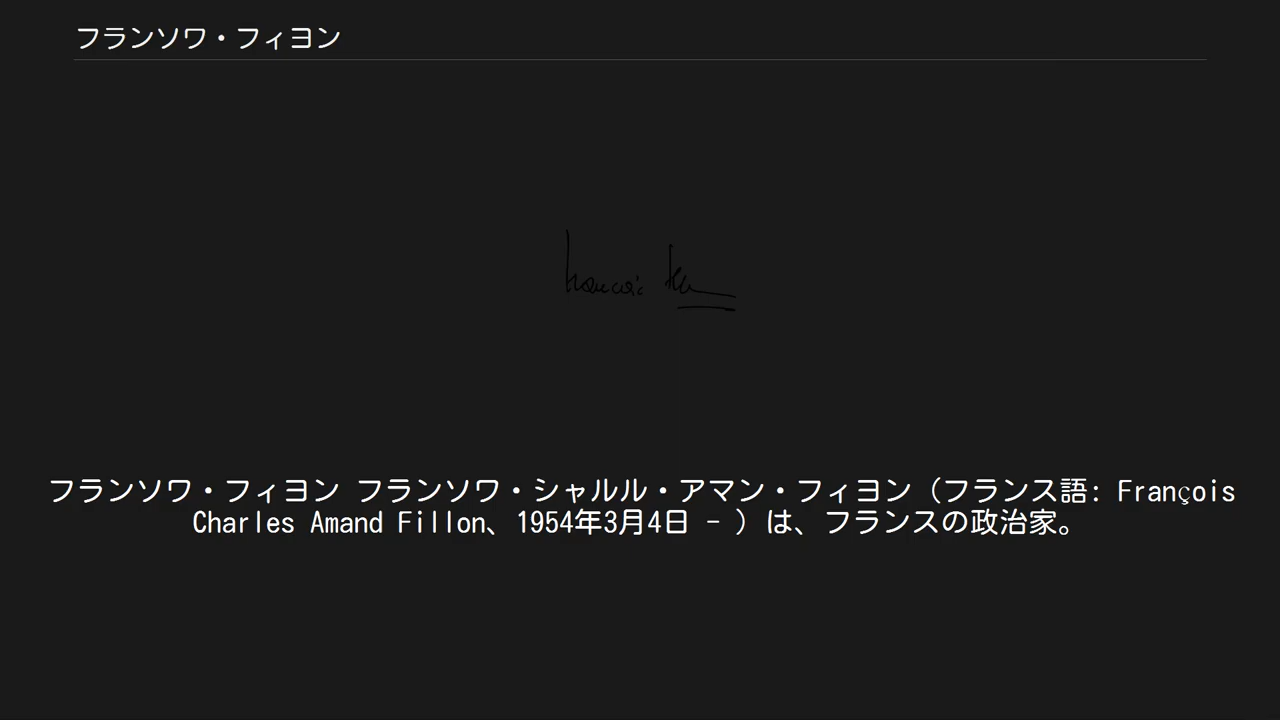 フランソワ・フィヨン
フランソワ・フィヨン フランソワ・シャルル・アマン・フィヨン（フランス語: François
Charles Amand Fillon、1954年3月4日 - ）は、フランスの政治家。